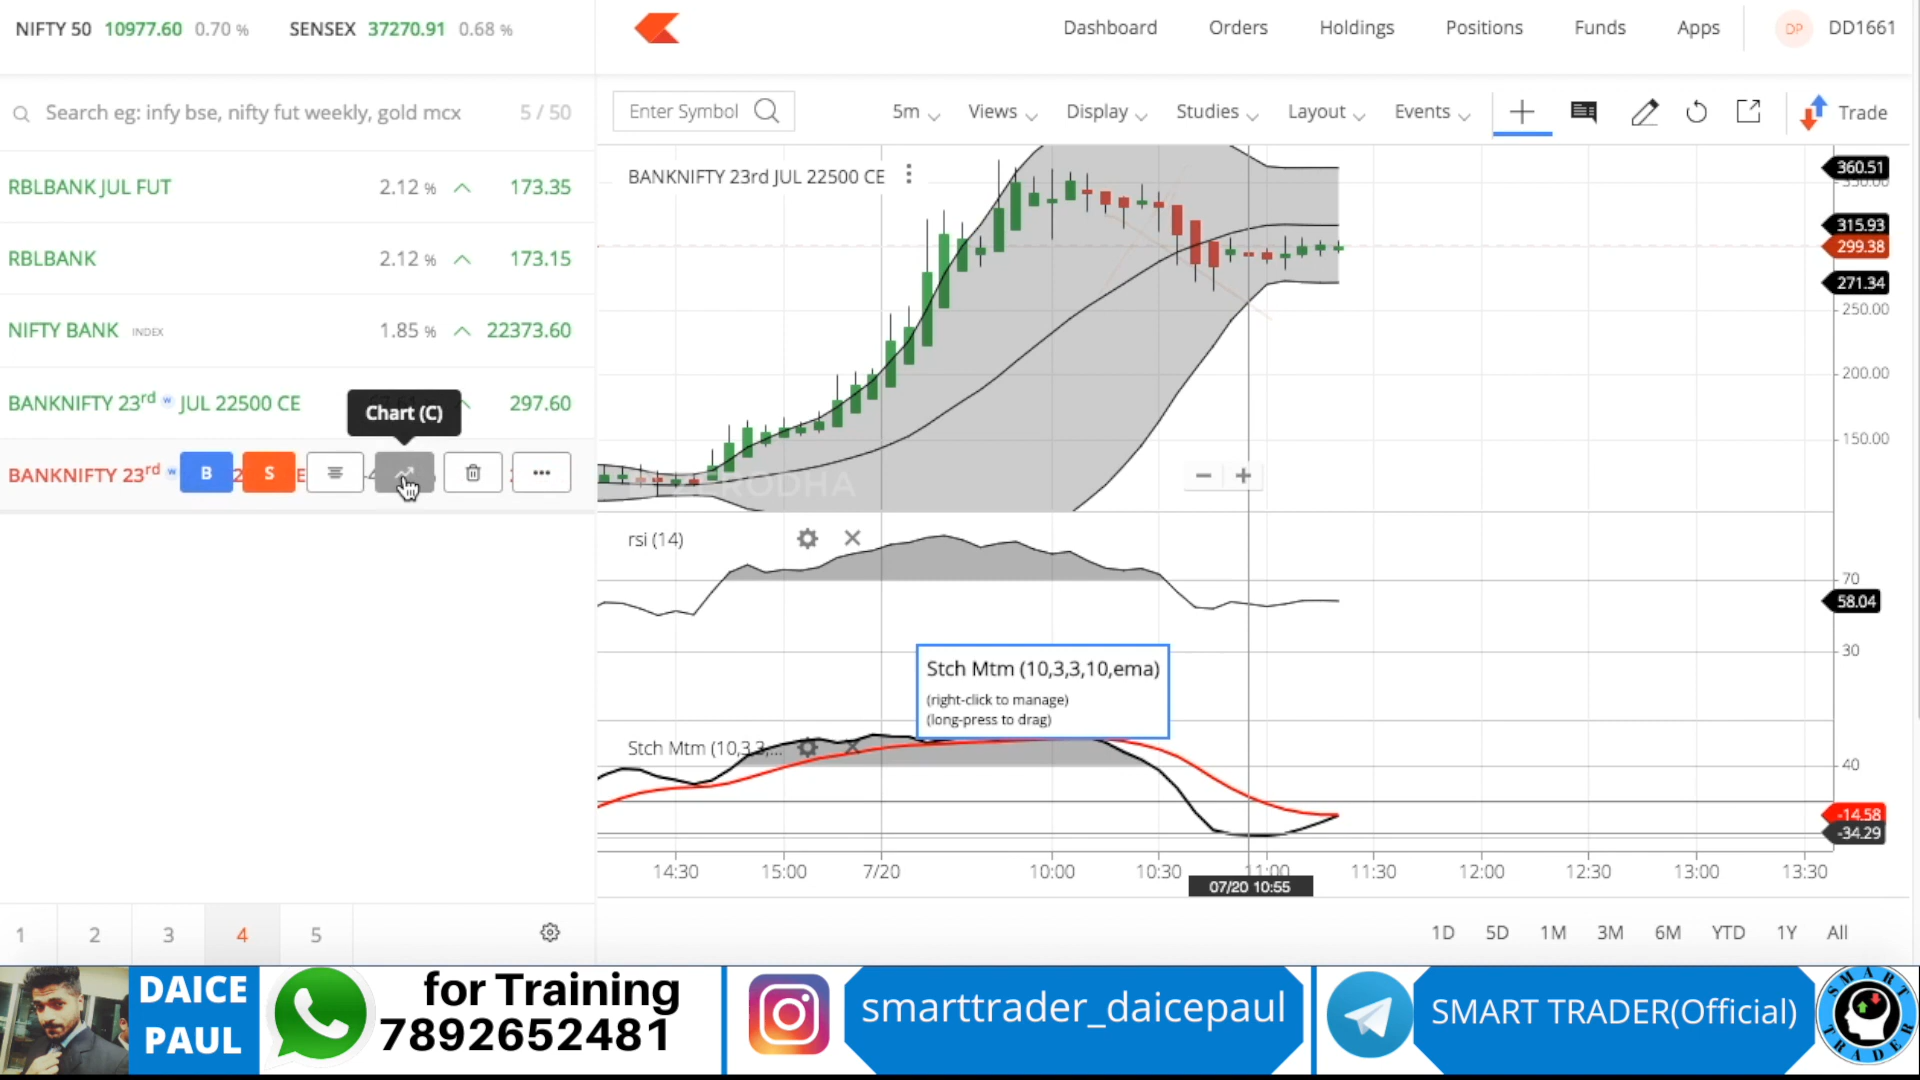 NIFTY 50 10977.60 0.70 % SENSEX 37270.91 0.68 %
Dashboard Orders Holdings Positions Funds Apps DP DD1661
Search eg: infy bse, nifty fut weekly, gold mcx 5 / 50
Enter Symbol 5m Views Display Studies Layout Events Trade
RBLBANK JUL FUT 2.12 % 173.35
RBLBANK 2.12 % 173.15
NIFTY BANK INDEX 1.85 % 22373.60
BANKNIFTY 23rd w JUL 22500 CE 297.60
Chart (C)
BANKNIFTY 23rd w B 2 S E -4
1 2 3 4 5
BANKNIFTY 23rd JUL 22500 CE
360.51
315.93
299.38
271.34
250.00
200.00
150.00
ZERODHA
rsi (14)
70
58.04
30
Stch Mtm (10,3,3,10,ema)
(right-click to manage)
(long-press to drag)
Stch Mtm (10,3,3,...
40
-14.58
-34.29
14:30 15:00 7/20 10:00 10:30 11:00 11:30 12:00 12:30 13:00 13:30
07/20 10:55
1D 5D 1M 3M 6M YTD 1Y All
DAICE
PAUL
for Training
7892652481
smarttrader_daicepaul
SMART TRADER(Official)
SMART
TRADER